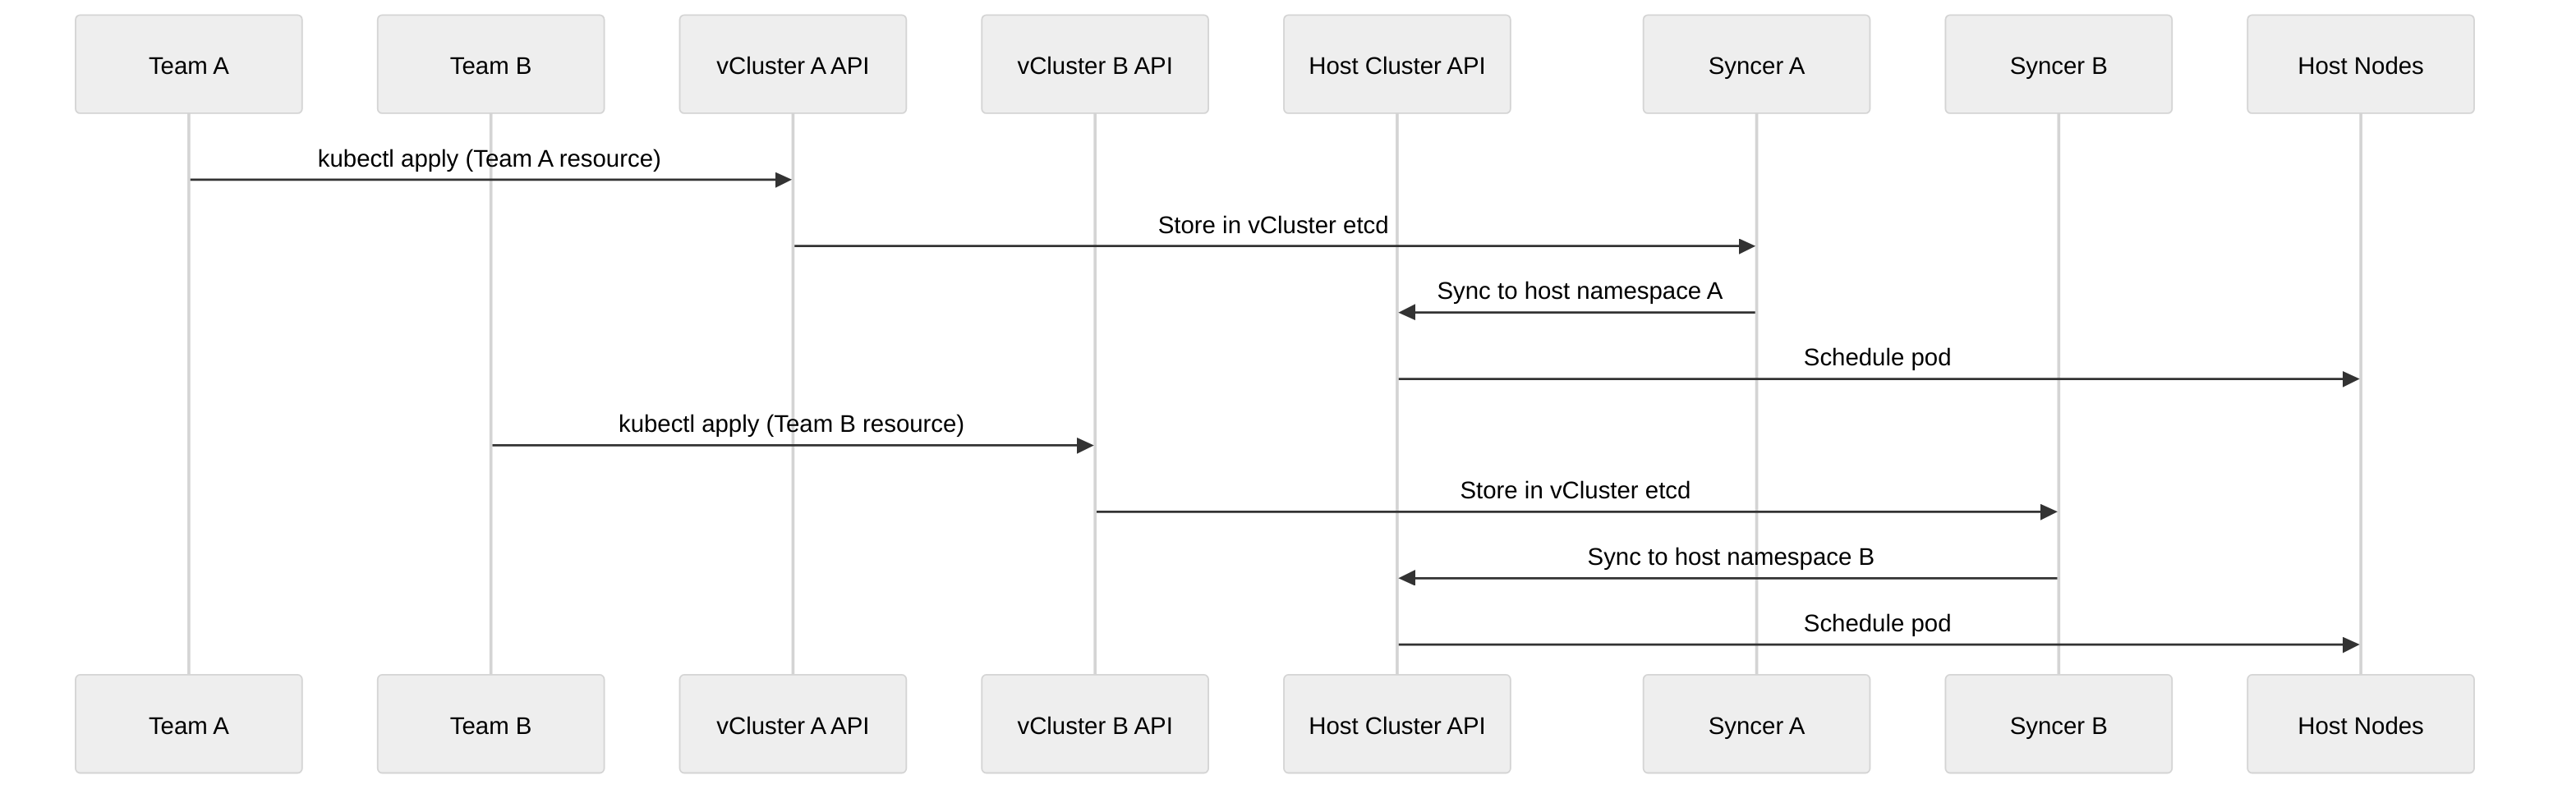 Team A
Team B
vCluster A API
vCluster B API
Host Cluster API
Syncer A
Syncer B
Host Nodes
kubectl apply (Team A resource)
Store in vCluster etcd
Sync to host namespace A
Schedule pod
kubectl apply (Team B resource)
Store in vCluster etcd
Sync to host namespace B
Schedule pod
Team A
Team B
vCluster A API
vCluster B API
Host Cluster API
Syncer A
Syncer B
Host Nodes